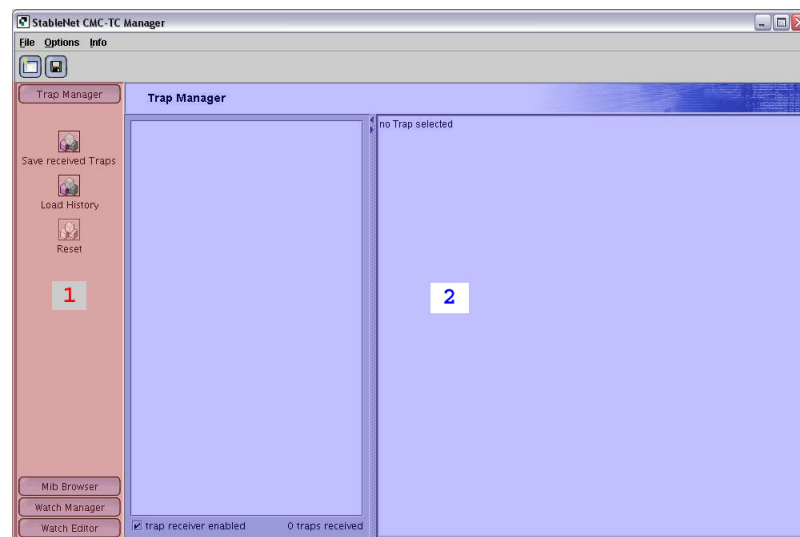 StableNet CMC-TC Manager
File Options Info
Trap Manager
Trap Manager
no Trap selected
Save received Traps
Load History
Reset
1
2
Mib Browser
Watch Manager
Watch Editor
trap receiver enabled 0 traps received